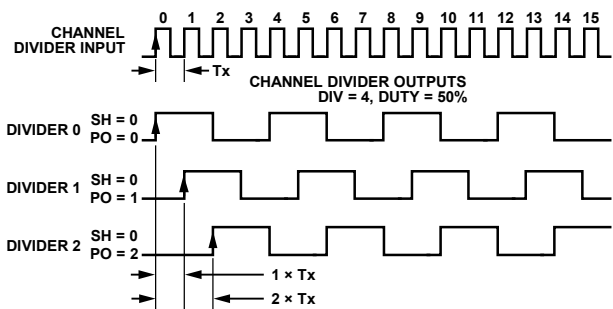 0 1 2 3 4 5 6 7 8 9 10 11 12 13 14 15
CHANNEL
DIVIDER INPUT
Tx
CHANNEL DIVIDER OUTPUTS
DIV = 4, DUTY = 50%
DIVIDER 0
SH = 0
PO = 0
DIVIDER 1
SH = 0
PO = 1
DIVIDER 2
SH = 0
PO = 2
1 × Tx
2 × Tx